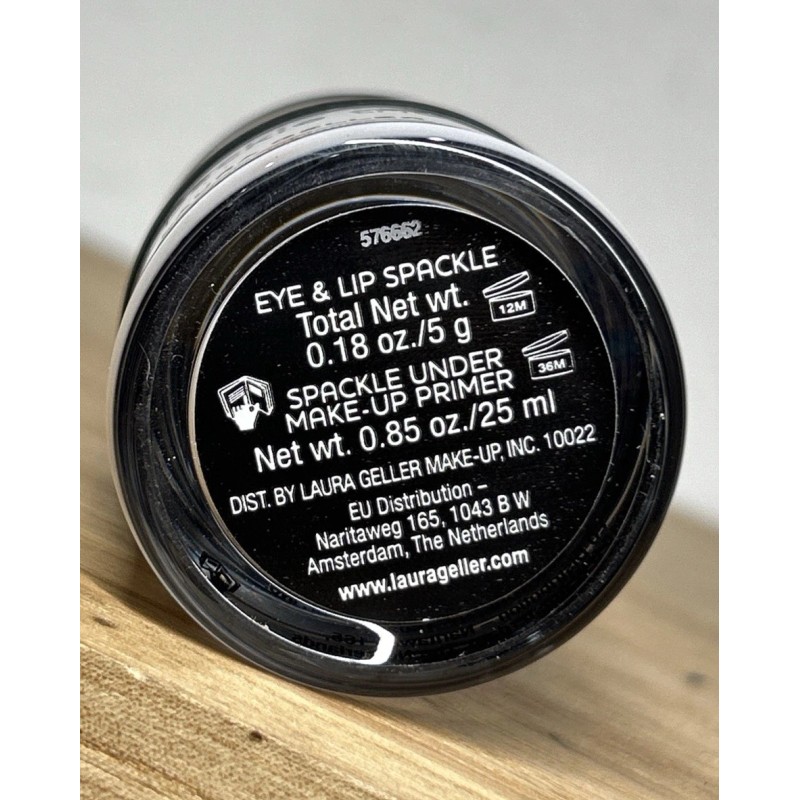 576662
EYE & LIP SPACKLE
Total Net wt.
0.18 oz./5 g
12M
SPACKLE UNDER
MAKE-UP PRIMER
36M
Net wt. 0.85 oz./25 ml
DIST. BY LAURA GELLER MAKE-UP, INC. 10022
EU Distribution –
Naritaweg 165, 1043 B W
Amsterdam, The Netherlands
www.laurageller.com